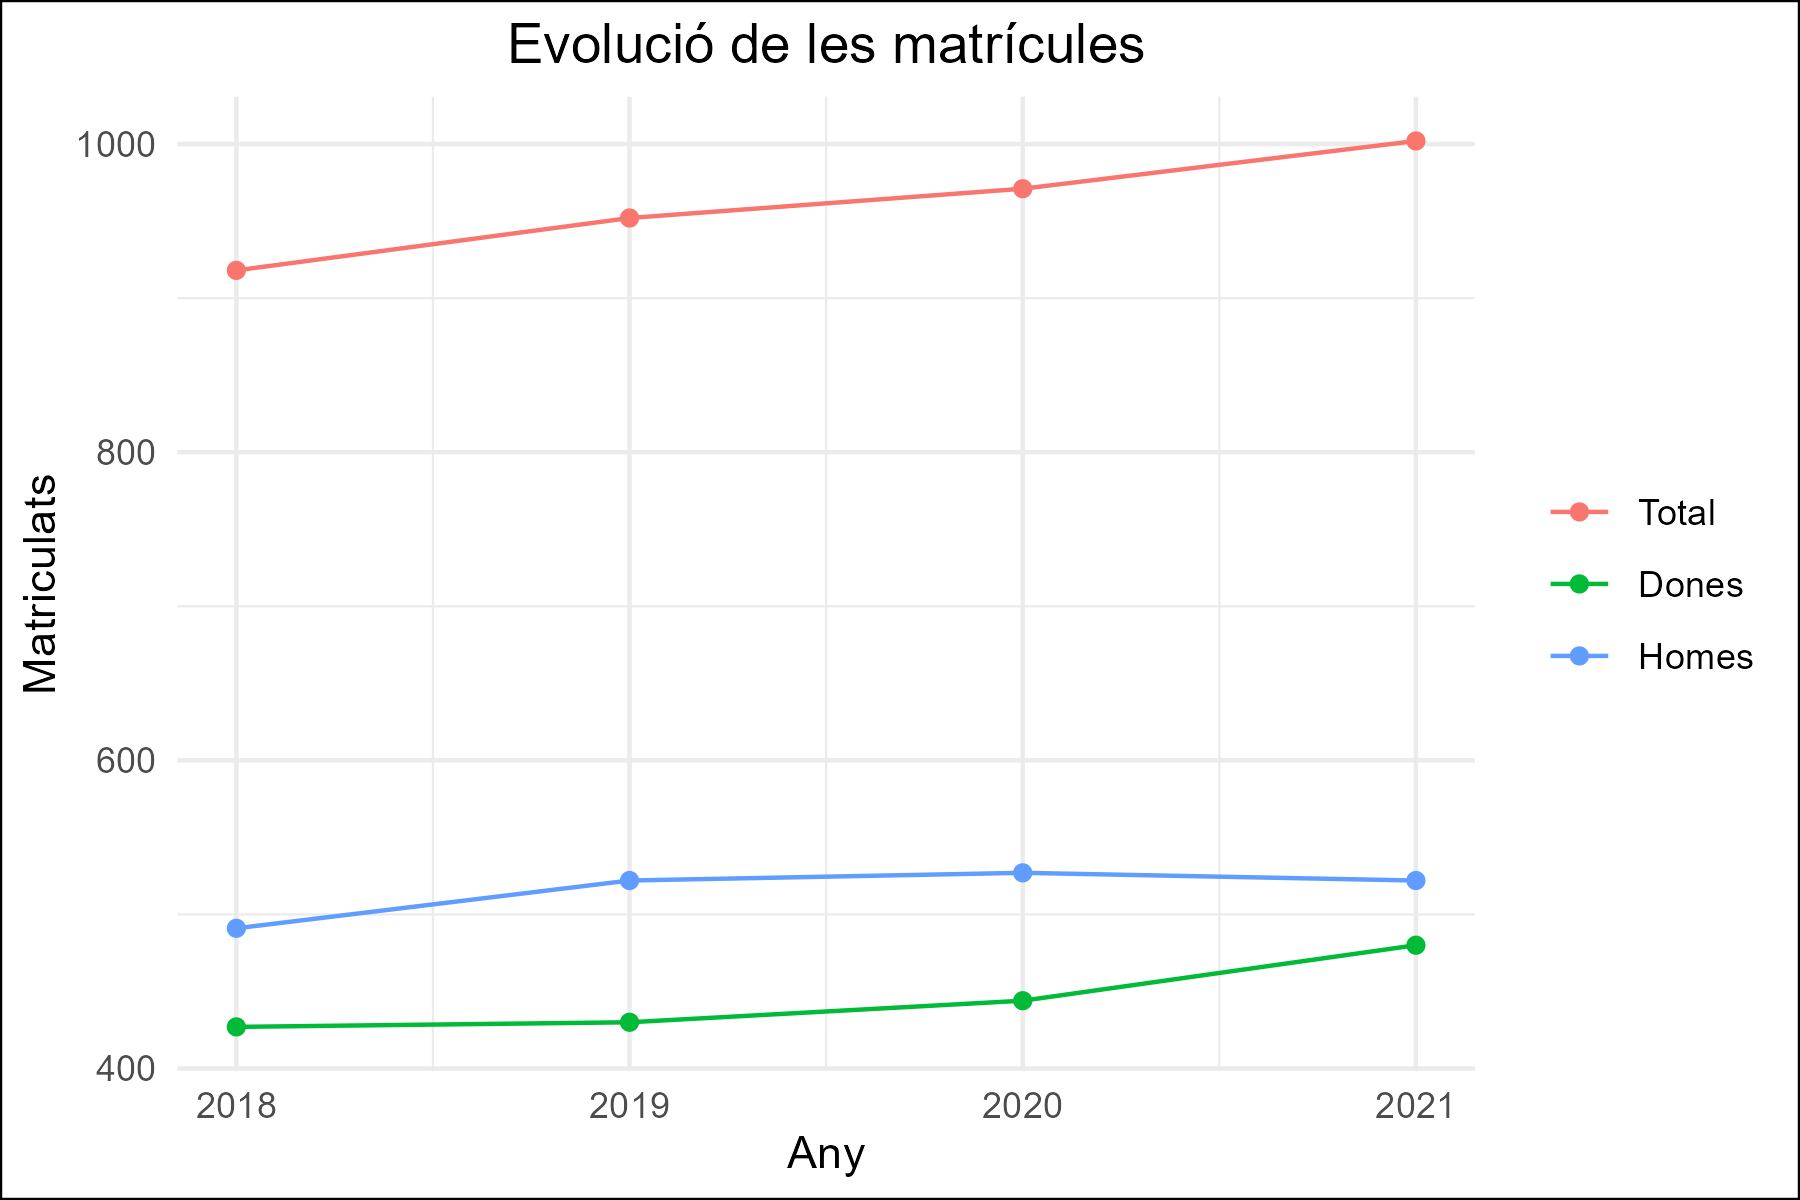 Evolució de les matrícules
1000
800
600
400
Matriculats
2018
2019
2020
2021
Any
Total
Dones
Homes